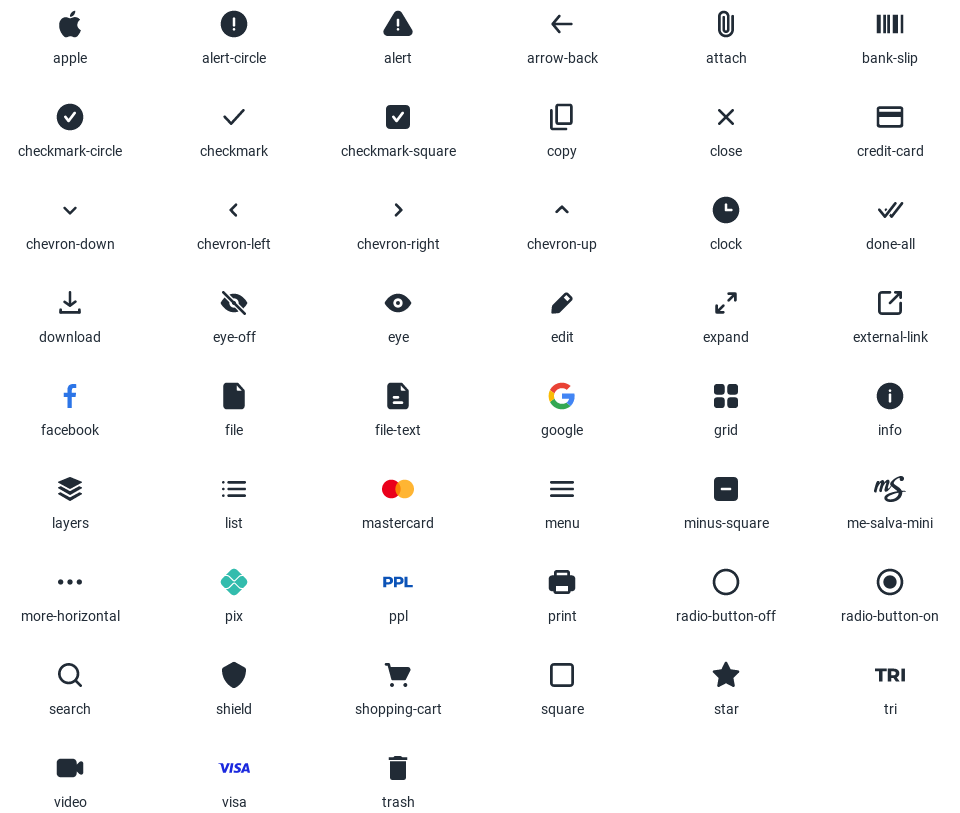 apple alert-circle alert arrow-back attach bank-slip
checkmark-circle checkmark checkmark-square copy close credit-card
chevron-down chevron-left chevron-right chevron-up clock done-all
download eye-off eye edit expand external-link
facebook file file-text google grid info
layers list mastercard menu minus-square me-salva-mini
mS
PPL
more-horizontal pix ppl print radio-button-off radio-button-on
TRI
search shield shopping-cart square star tri
VISA
video visa trash